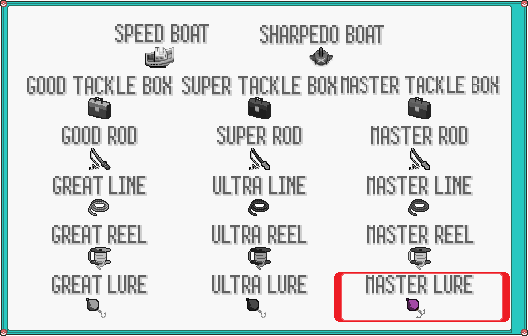 SPEED BOAT SHARPEDO BOAT
GOOD TACKLE BOX SUPER TACKLE BOX MASTER TACKLE BOX
GOOD ROD SUPER ROD MASTER ROD
GREAT LINE ULTRA LINE MASTER LINE
GREAT REEL ULTRA REEL MASTER REEL
GREAT LURE ULTRA LURE MASTER LURE